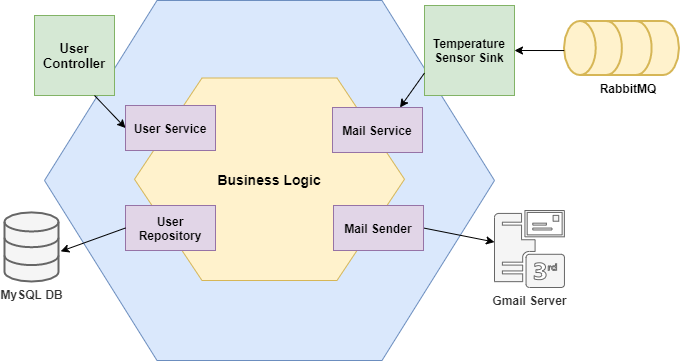 User
Controller
Temperature
Sensor Sink
RabbitMQ
User Service
Mail Service
Business Logic
User
Repository
Mail Sender
MySQL DB
3rd
Gmail Server